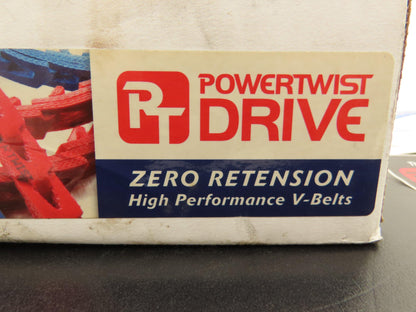 PT
POWERTWIST
DRIVE
ZERO RETENSION
High Performance V-Belts